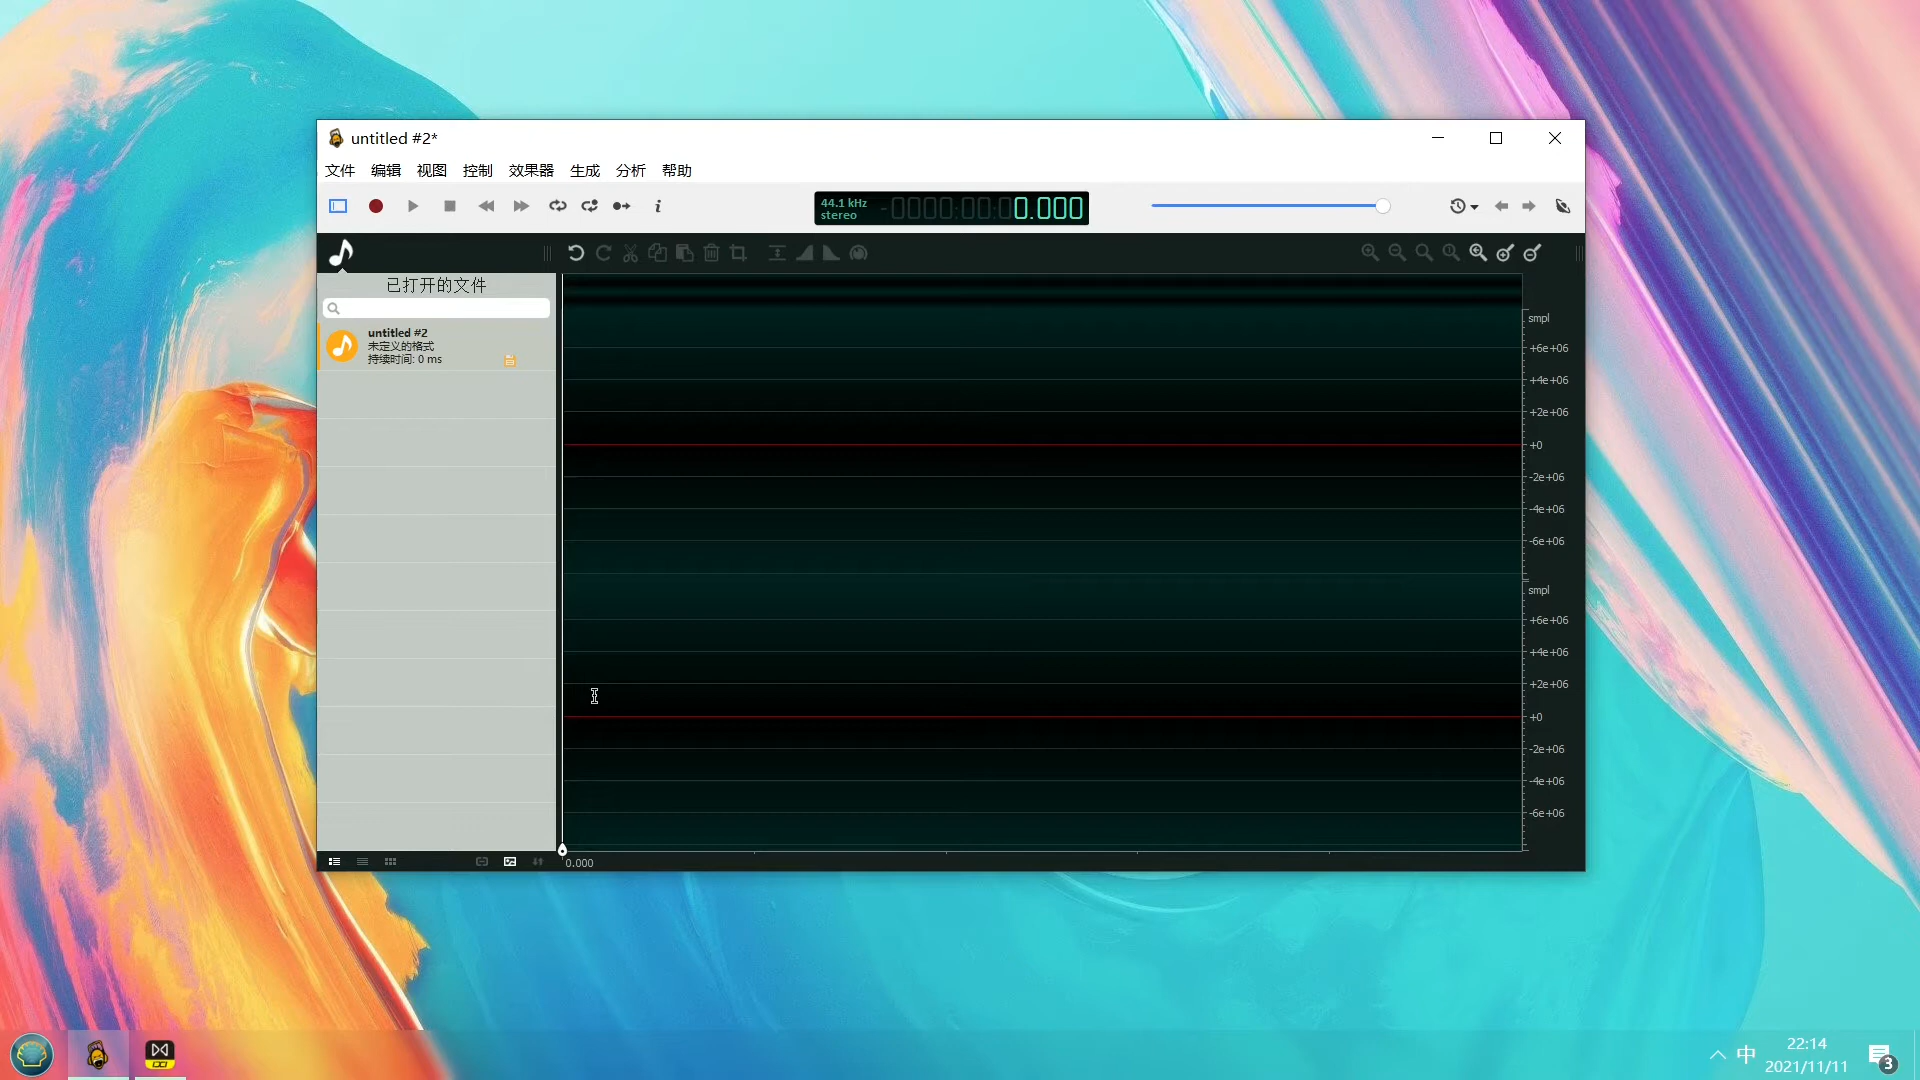 untitled #2*
文件 编辑 视图 控制 效果器 生成 分析 帮助
44.1 kHz
stereo
0.000
已打开的文件
untitled #2
未定义的格式
持续时间: 0 ms
smpl
+6e+06
+4e+06
+2e+06
+0
-2e+06
-4e+06
-6e+06
smpl
+6e+06
+4e+06
+2e+06
+0
-2e+06
-4e+06
-6e+06
0.000
中
22:14
2021/11/11
3